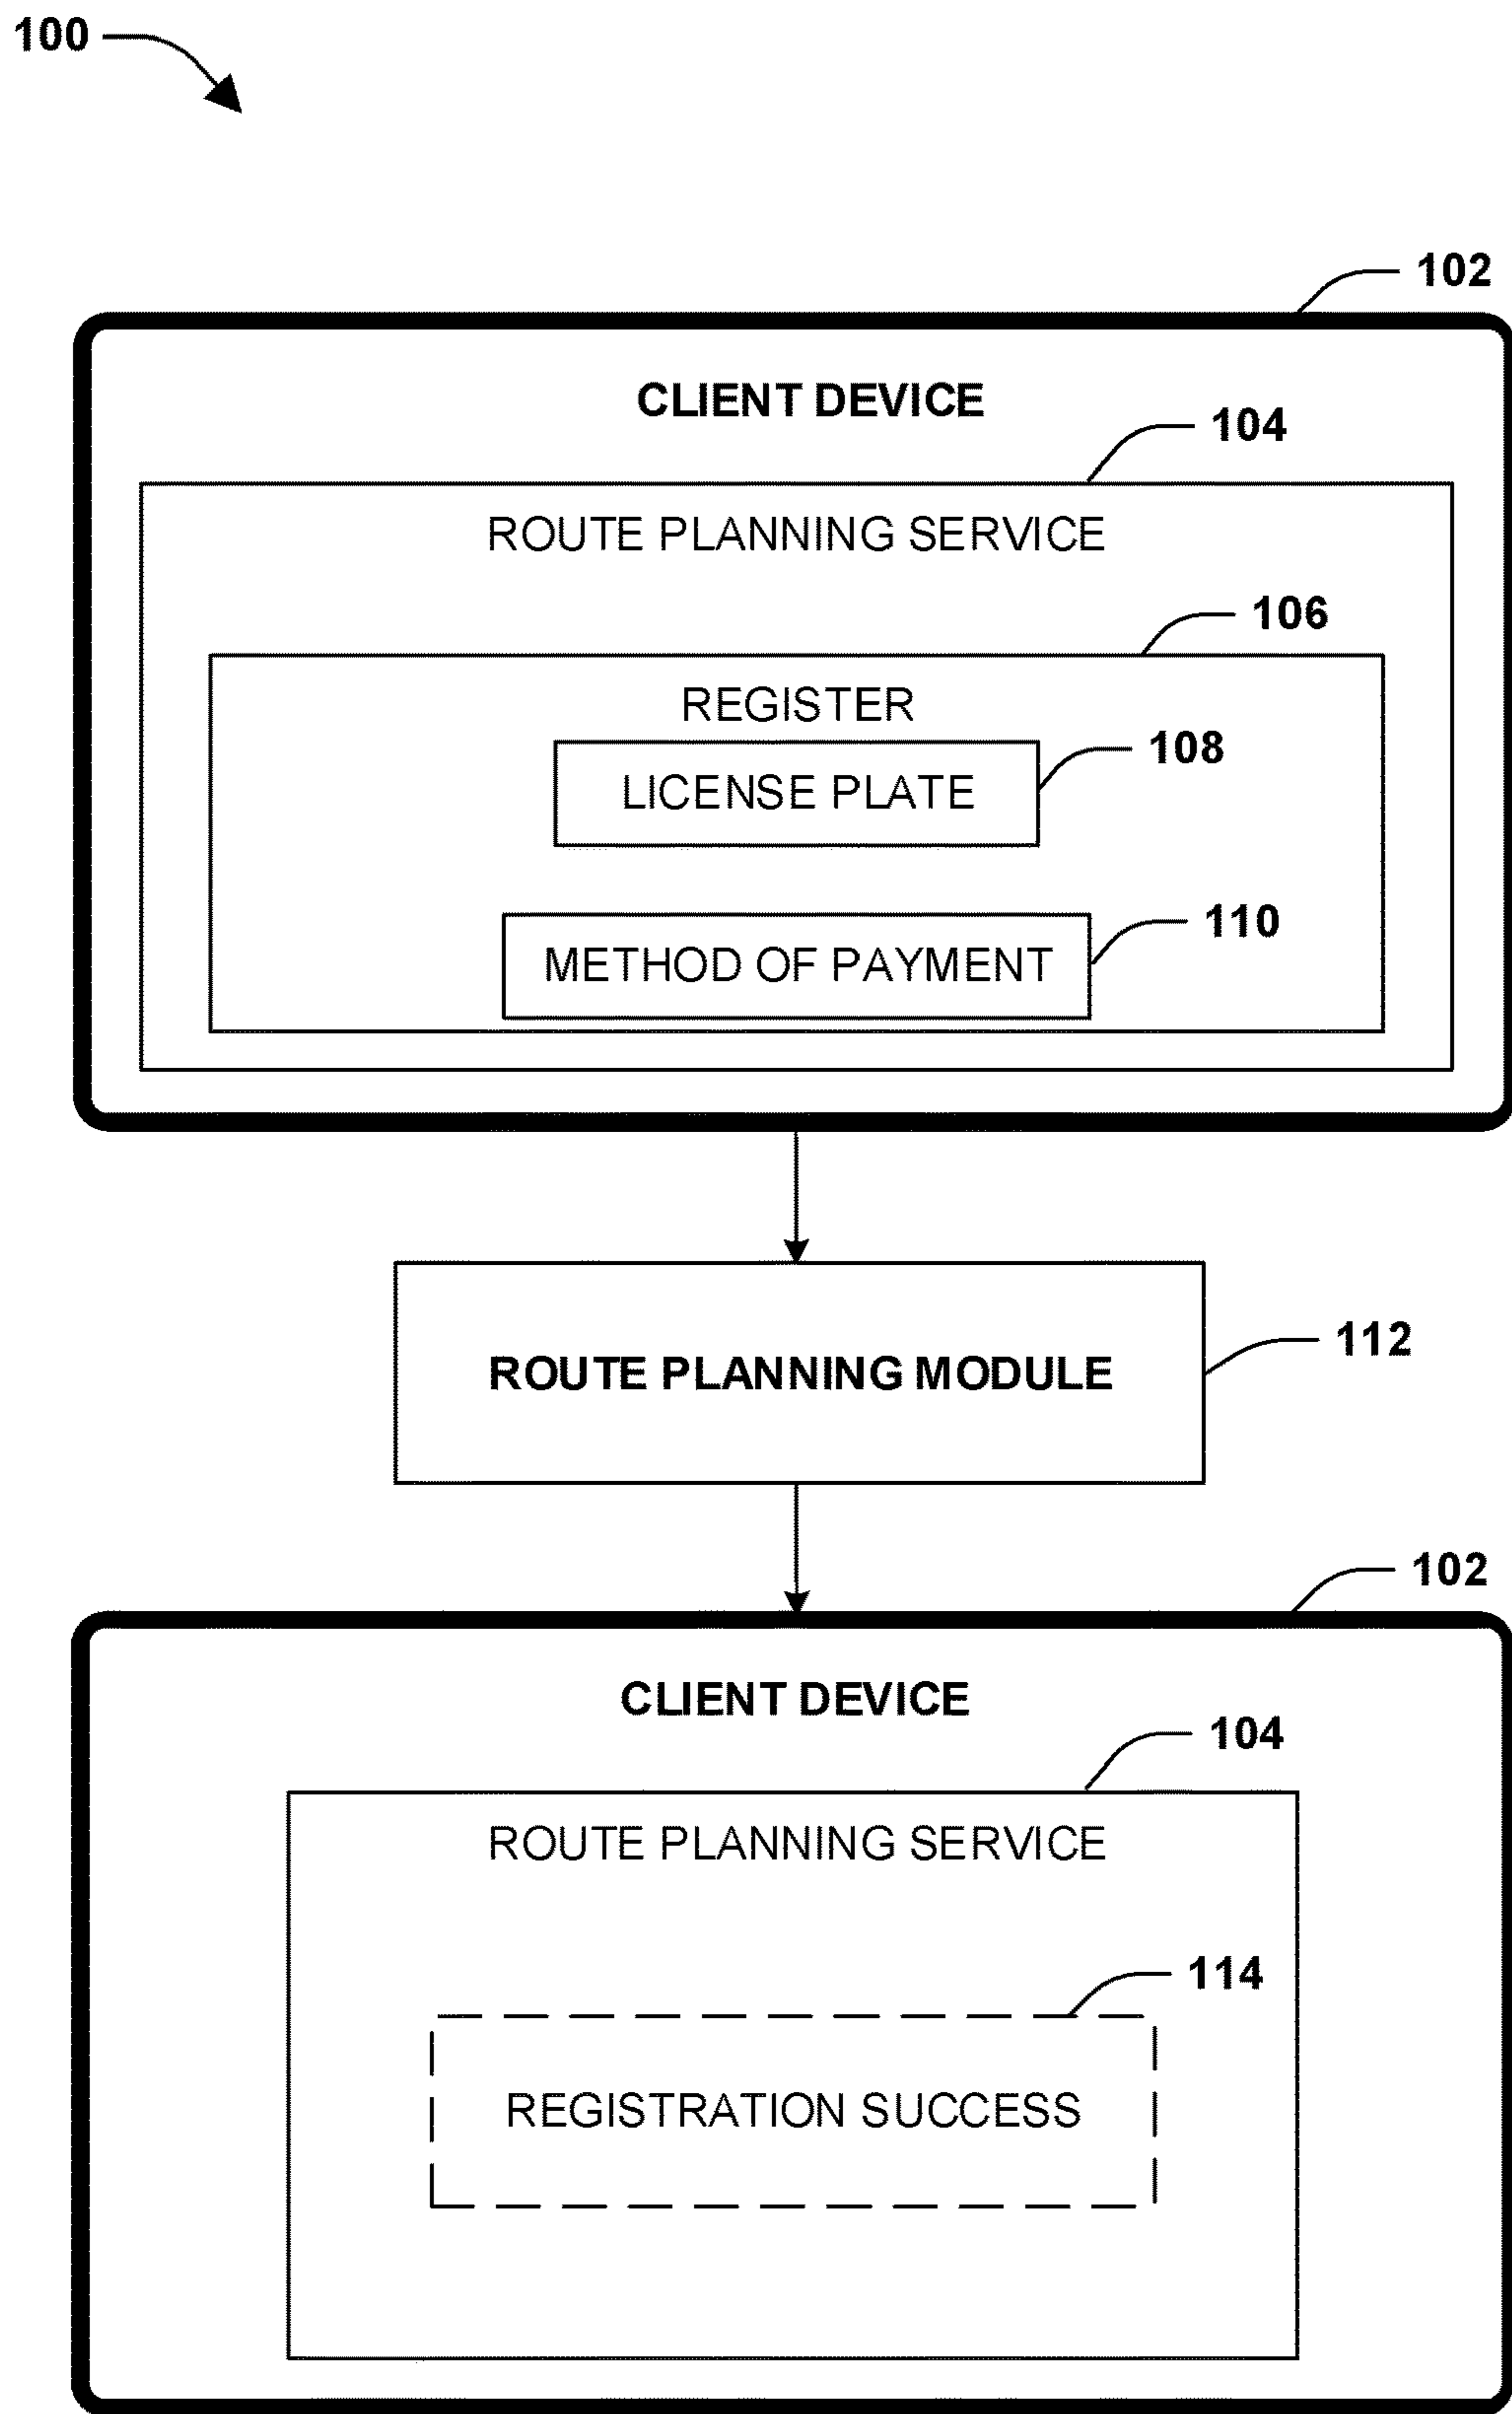 100
102
CLIENT DEVICE
104
ROUTE PLANNING SERVICE
106
REGISTER
108
LICENSE PLATE
110
METHOD OF PAYMENT
112
ROUTE PLANNING MODULE
102
CLIENT DEVICE
104
ROUTE PLANNING SERVICE
114
REGISTRATION SUCCESS